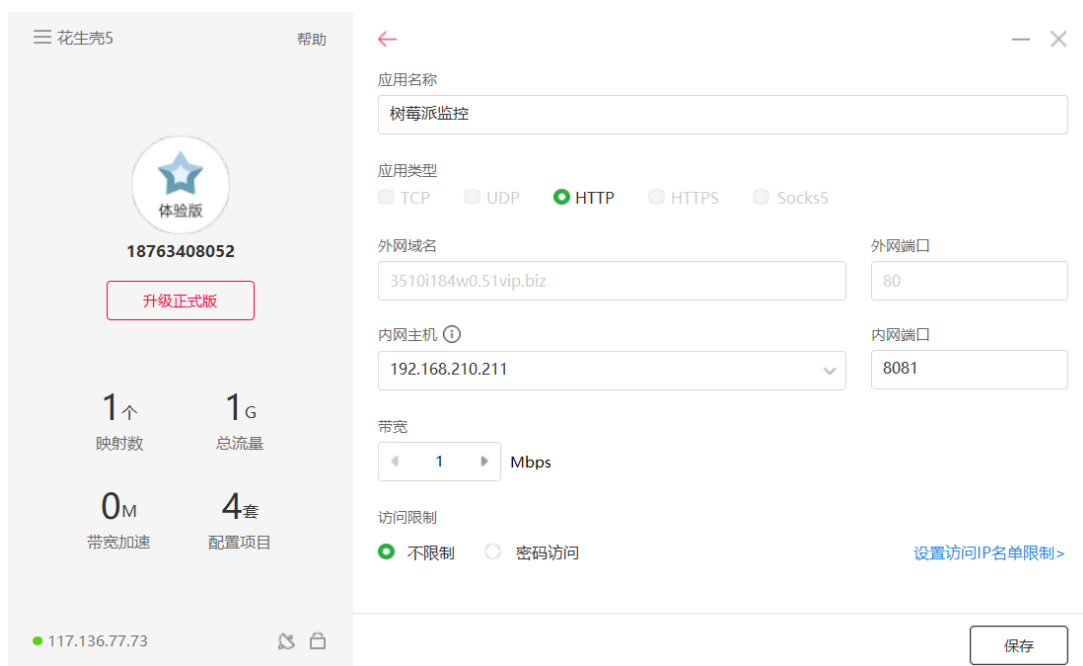 花生壳5
帮助
体验版
18763408052
升级正式版
1个
1G
映射数
总流量
0M
4套
带宽加速
配置项目
117.136.77.73
应用名称
树莓派监控
应用类型
TCP UDP HTTP HTTPS Socks5
外网域名
外网端口
3510i184w0.51vip.biz
80
内网主机
内网端口
192.168.210.211
8081
带宽
1 Mbps
访问限制
不限制 密码访问
设置访问IP名单限制>
保存